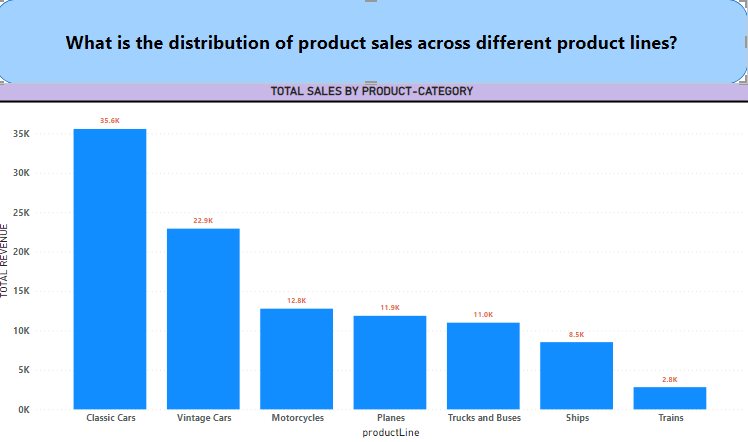 What is the distribution of product sales across different product lines?
TOTAL SALES BY PRODUCT-CATEGORY
TOTAL REVENUE
35K
30K
25K
20K
15K
10K
5K
0K
35.6K
22.9K
12.8K
11.9K
11.0K
8.5K
2.8K
Classic Cars
Vintage Cars
Motorcycles
Planes
Trucks and Buses
Ships
Trains
productLine